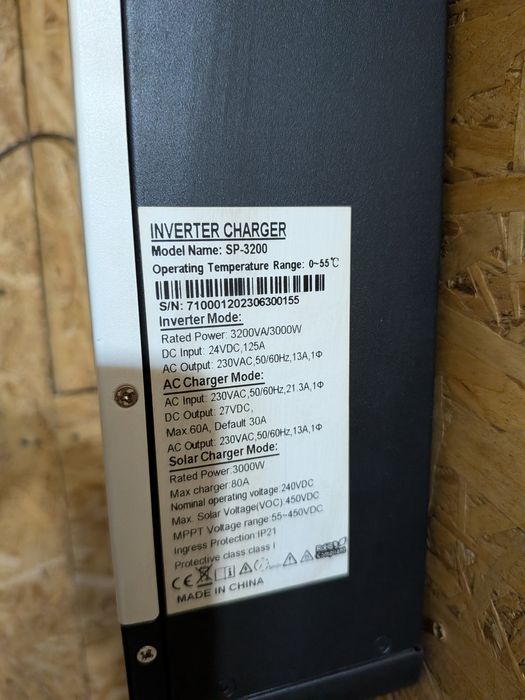 INVERTER CHARGER
Model Name: SP-3200
Operating Temperature Range: 0~55℃
S/N: 710001202306300155
Inverter Mode:
Rated Power: 3200VA/3000W
DC Input: 24VDC,125A
AC Output: 230VAC,50/60Hz,13A,1Φ
AC Charger Mode:
AC Input: 230VAC,50/60Hz,21.3A,1Φ
DC Output: 27VDC,
Max.60A, Default 30A
AC Output: 230VAC,50/60Hz,13A,1Φ
Solar Charger Mode:
Rated Power:3000W
Max charger:80A
Nominal operating voltage:240VDC
Max. Solar Voltage(VOC):450VDC
MPPT Voltage range:55~450VDC
Ingress Protection:IP21
Protective class:class I
CE RoHS Compliant
MADE IN CHINA